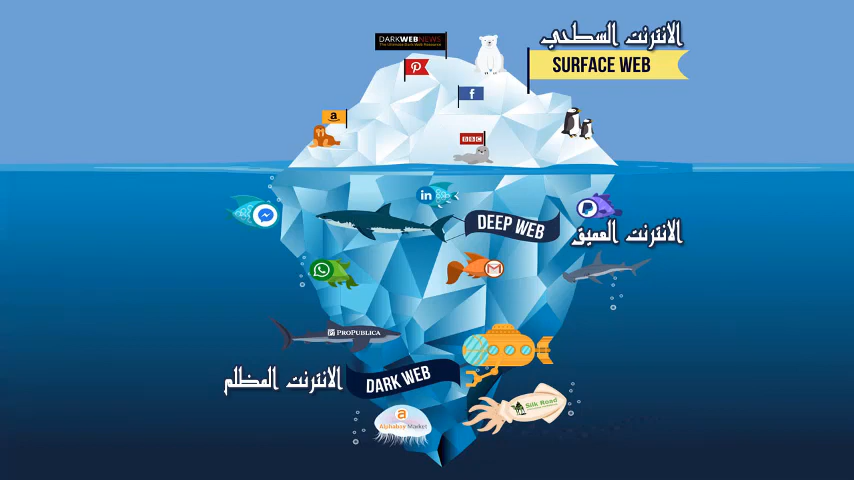 الانترنت السطحي
DARKWEBNEWS
The Ultimate Dark Web Resource
SURFACE WEB
f
a
BBC
in
DEEP WEB
الانترنت العميق
PROPUBLICA
DARK WEB
الانترنت المظلم
Silk Road
a
Alphabay Market